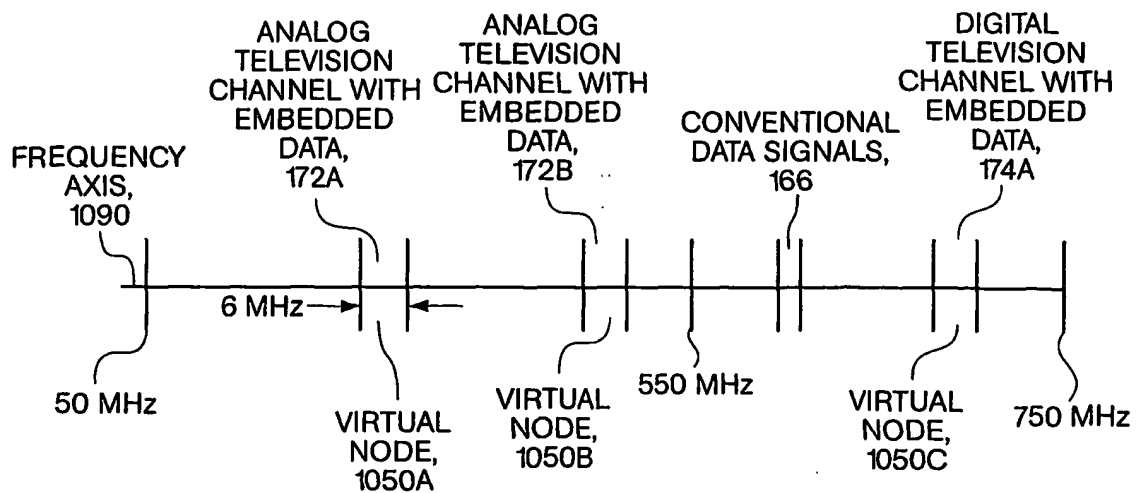 ANALOG
TELEVISION
CHANNEL WITH
EMBEDDED
DATA,
172A
ANALOG
TELEVISION
CHANNEL WITH
EMBEDDED
DATA,
172B
DIGITAL
TELEVISION
CHANNEL WITH
EMBEDDED
DATA,
174A
CONVENTIONAL
DATA SIGNALS,
166
FREQUENCY
AXIS,
1090
6 MHz
50 MHz
VIRTUAL
NODE,
1050A
VIRTUAL
NODE,
1050B
550 MHz
VIRTUAL
NODE,
1050C
750 MHz